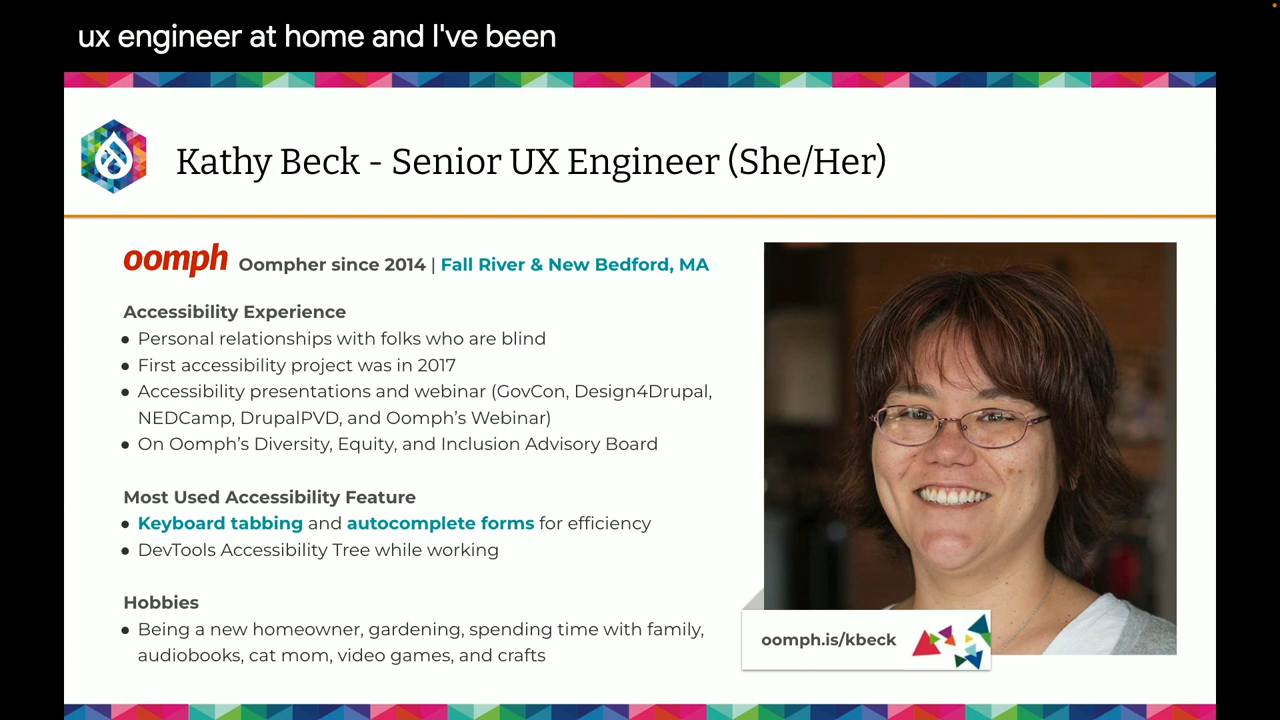 ux engineer at home and I've been
Kathy Beck - Senior UX Engineer (She/Her)
oomph Oompher since 2014 | Fall River & New Bedford, MA
Accessibility Experience
● Personal relationships with folks who are blind
● First accessibility project was in 2017
● Accessibility presentations and webinar (GovCon, Design4Drupal,
NEDCamp, DrupalPVD, and Oomph’s Webinar)
● On Oomph’s Diversity, Equity, and Inclusion Advisory Board
Most Used Accessibility Feature
● Keyboard tabbing and autocomplete forms for efficiency
● DevTools Accessibility Tree while working
Hobbies
● Being a new homeowner, gardening, spending time with family,
audiobooks, cat mom, video games, and crafts
oomph.is/kbeck